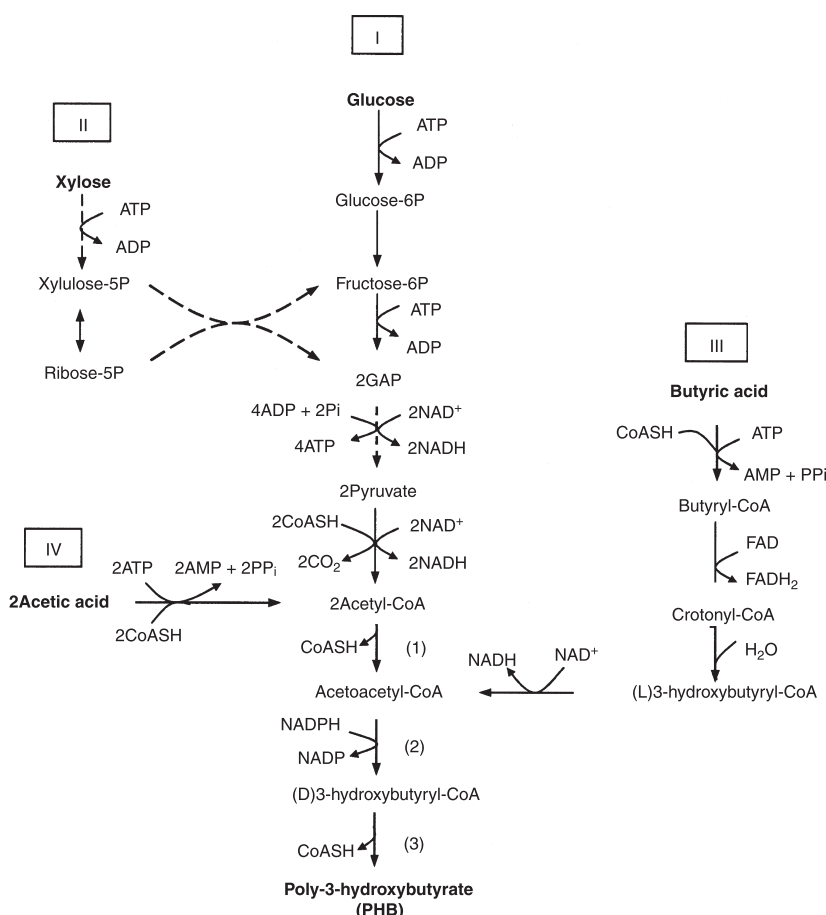 I
Glucose
ATP
ADP
Glucose-6P
Fructose-6P
ATP
ADP
2GAP
II
Xylose
ATP
ADP
Xylulose-5P
Ribose-5P
4ADP + 2Pi
2NAD⁺
4ATP
2NADH
2Pyruvate
2CoASH
2NAD⁺
2CO₂
2NADH
IV
2Acetic acid
2ATP
2AMP + 2PPᵢ
2CoASH
2Acetyl-CoA
CoASH
(1)
Acetoacetyl-CoA
III
Butyric acid
CoASH
ATP
AMP + PPi
Butyryl-CoA
FAD
FADH₂
Crotonyl-CoA
H₂O
(L)3-hydroxybutyryl-CoA
NADH
NAD⁺
NADPH
NADP
(2)
(D)3-hydroxybutyryl-CoA
CoASH
(3)
Poly-3-hydroxybutyrate
(PHB)